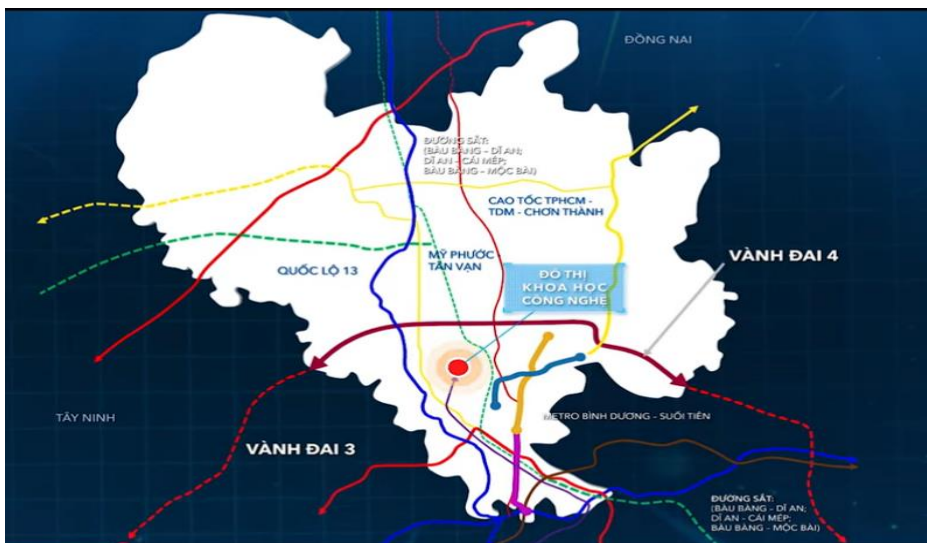 ĐỒNG NAI
ĐƯỜNG SẮT:
(BÀU BÀNG - DĨ AN;
DĨ AN - CÁI MÉP;
BÀU BÀNG - MỘC BÀI)
CAO TỐC TPHCM -
TDM - CHƠN THÀNH
MỸ PHƯỚC -
TÂN VẠN
QUỐC LỘ 13
VÀNH ĐAI 4
ĐÔ THỊ
KHOA HỌC
CÔNG NGHỆ
TÂY NINH
METRO BÌNH DƯƠNG - SUỐI TIÊN
VÀNH ĐAI 3
ĐƯỜNG SẮT:
(BÀU BÀNG - DĨ AN;
DĨ AN - CÁI MÉP;
BÀU BÀNG - MỘC BÀI)